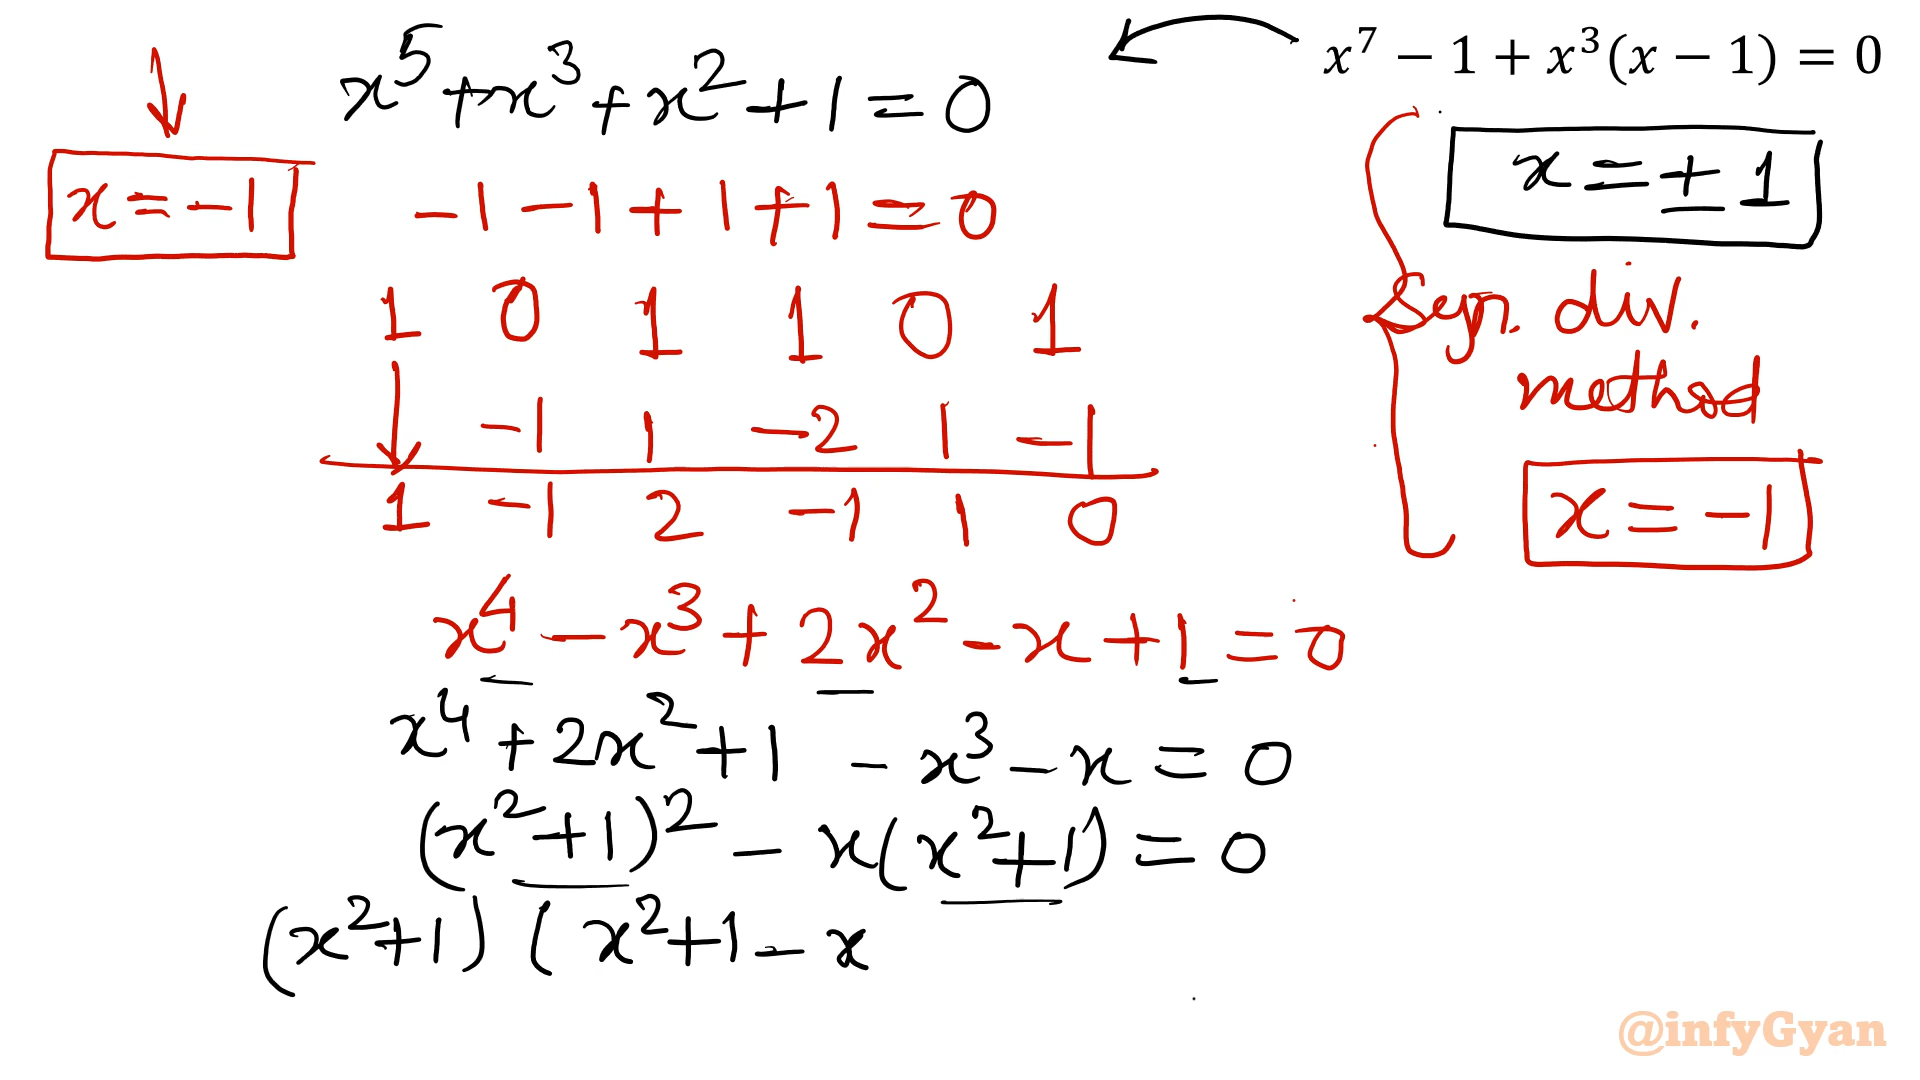 x⁷ − 1 + x³(x − 1) = 0
x = ± 1
x⁵ + x³ + x² + 1 = 0
x = -1
-1 -1 + 1 + 1 = 0
1 0 1 1 0 1
-1 1 -2 1 -1
1 -1 2 -1 1 0
div.
method
x = -1
x⁴ - x³ + 2x² - x + 1 = 0
x⁴ + 2x² + 1 - x³ - x = 0
(x² + 1)² - x(x² + 1) = 0
(x² + 1) (x² + 1 - x
@infyGyan